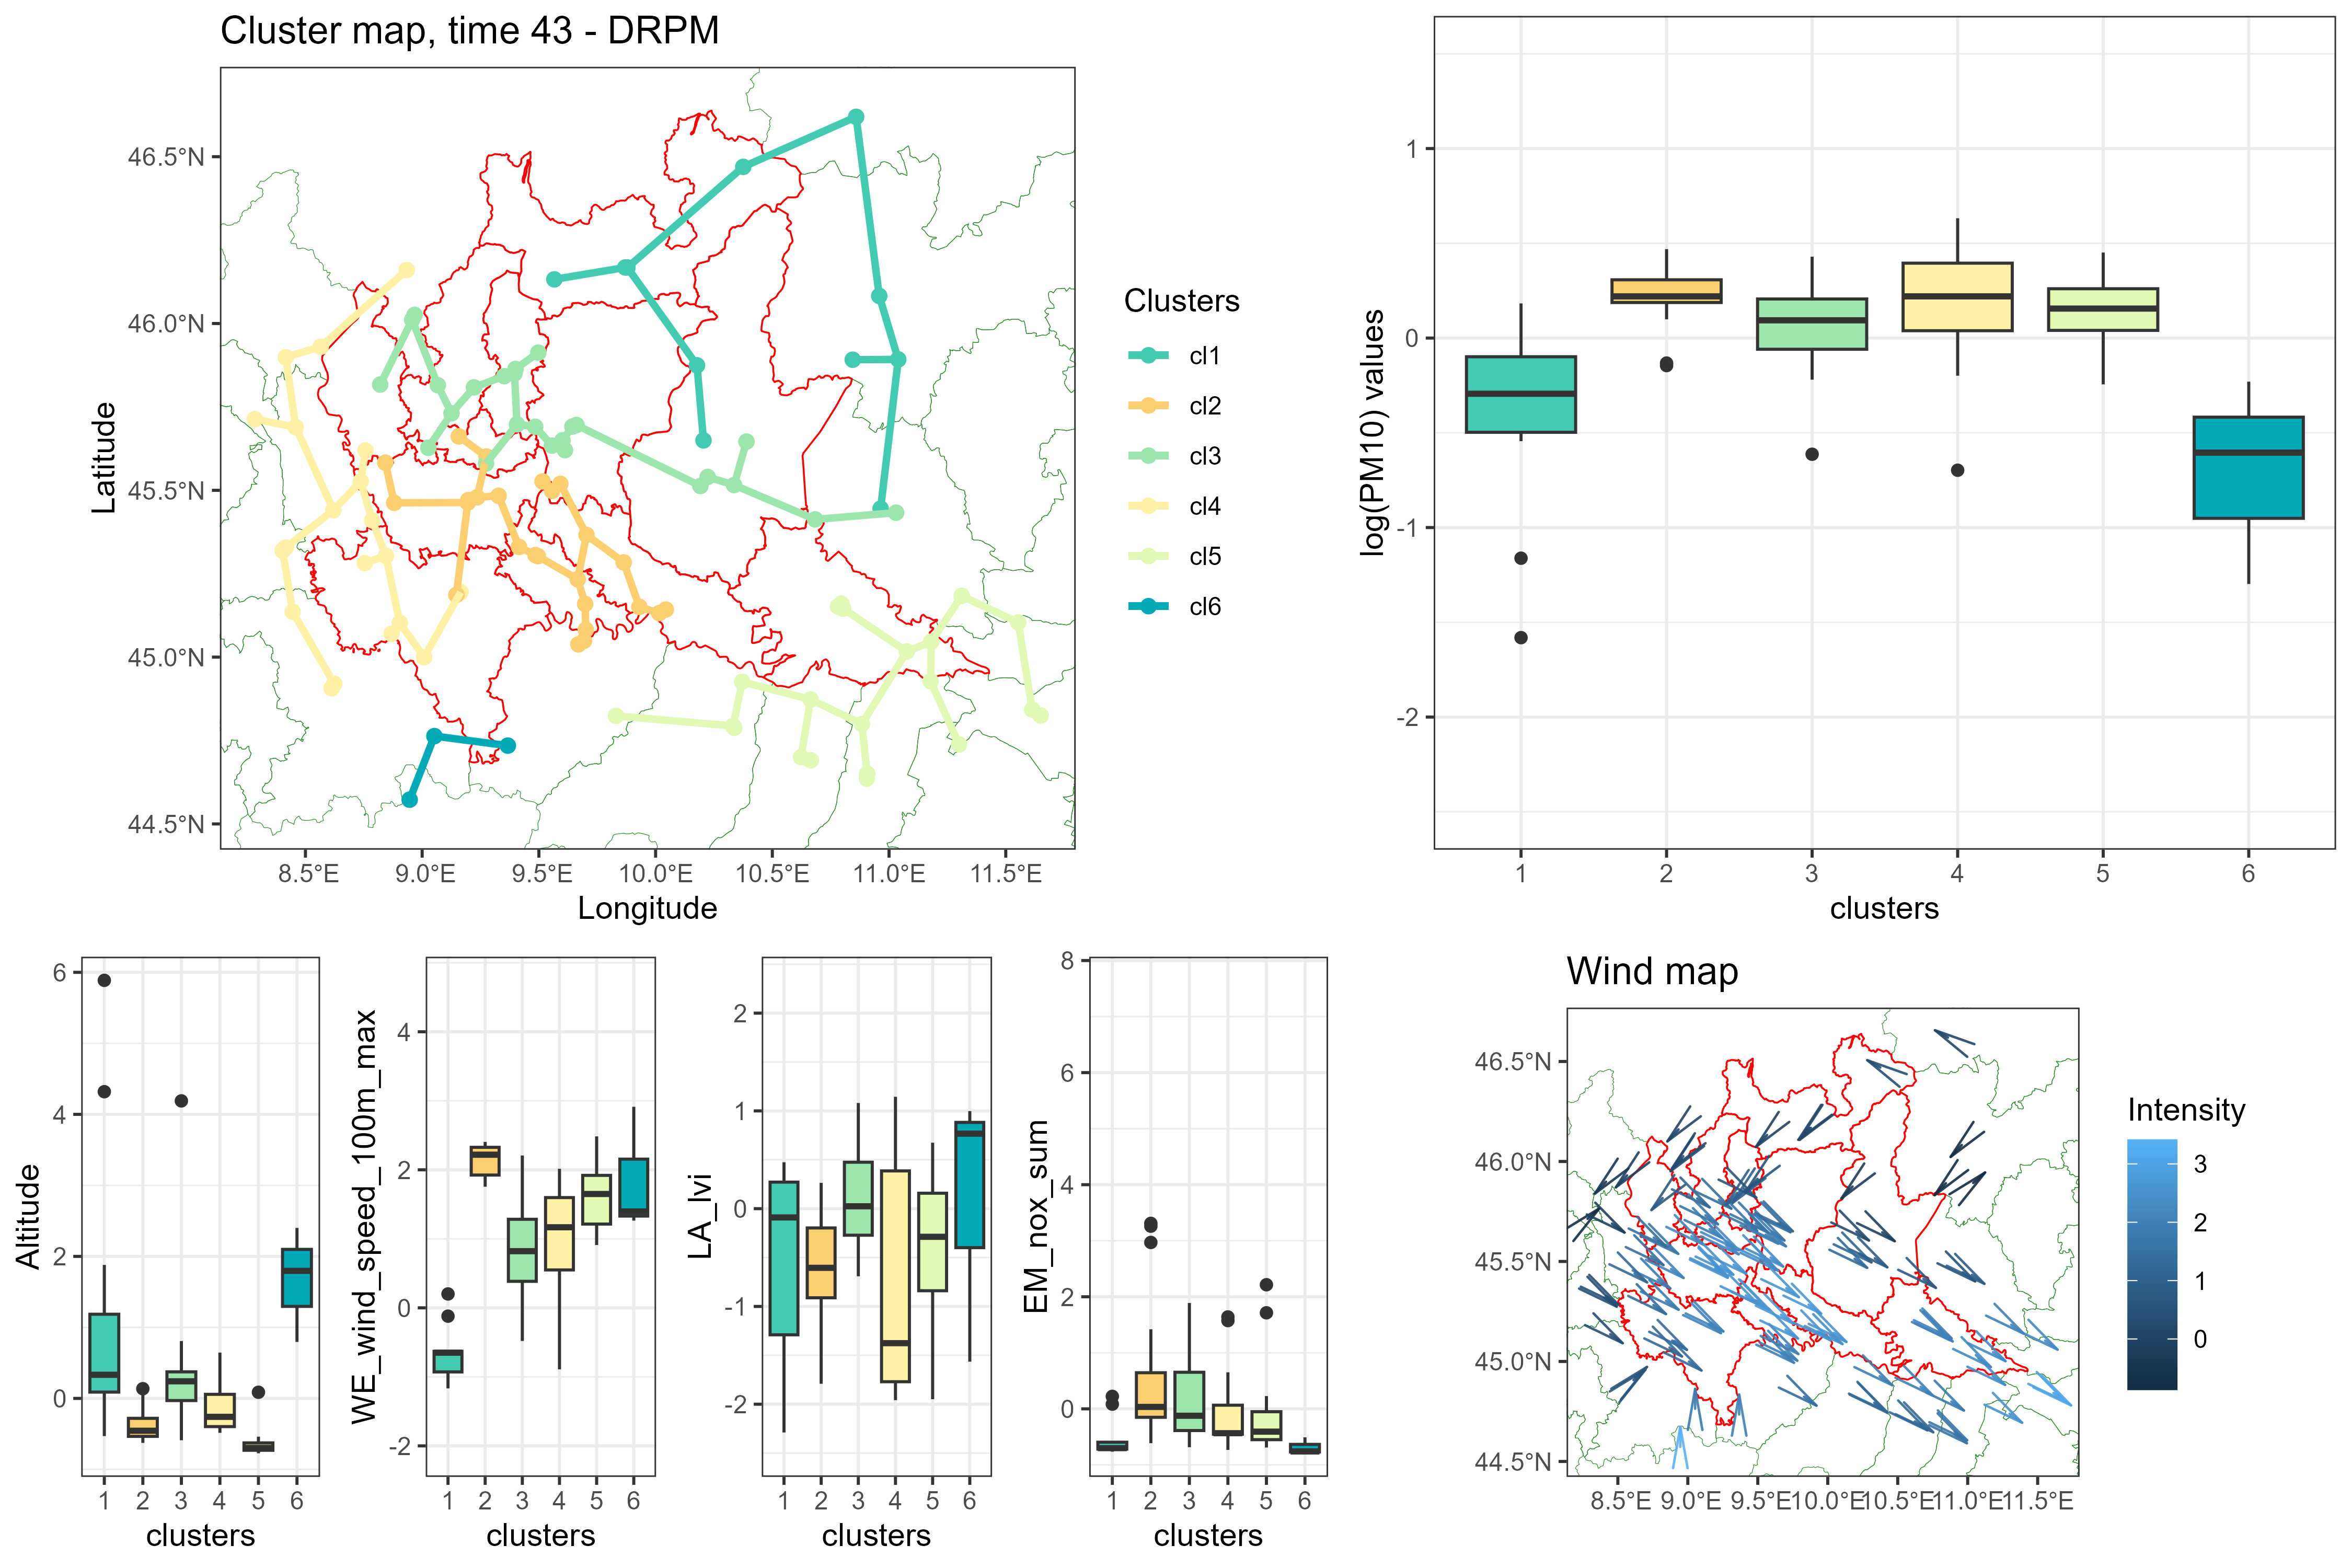 Cluster map, time 43 - DRPM
46.5°N
46.0°N
45.5°N
45.0°N
44.5°N
Latitude
8.5°E 9.0°E 9.5°E 10.0°E 10.5°E 11.0°E 11.5°E
Longitude
Clusters
cl1
cl2
cl3
cl4
cl5
cl6
1
0
-1
-2
log(PM10) values
1 2 3 4 5 6
clusters
6
4
2
0
Altitude
1 2 3 4 5 6
clusters
4
2
0
-2
WE_wind_speed_100m_max
1 2 3 4 5 6
clusters
2
1
0
-1
-2
LA_lvi
1 2 3 4 5 6
clusters
8
6
4
2
0
EM_nox_sum
1 2 3 4 5 6
clusters
Wind map
46.5°N
46.0°N
45.5°N
45.0°N
44.5°N
8.5°E 9.0°E 9.5°E 10.0°E 10.5°E 11.0°E 11.5°E
Intensity
3
2
1
0